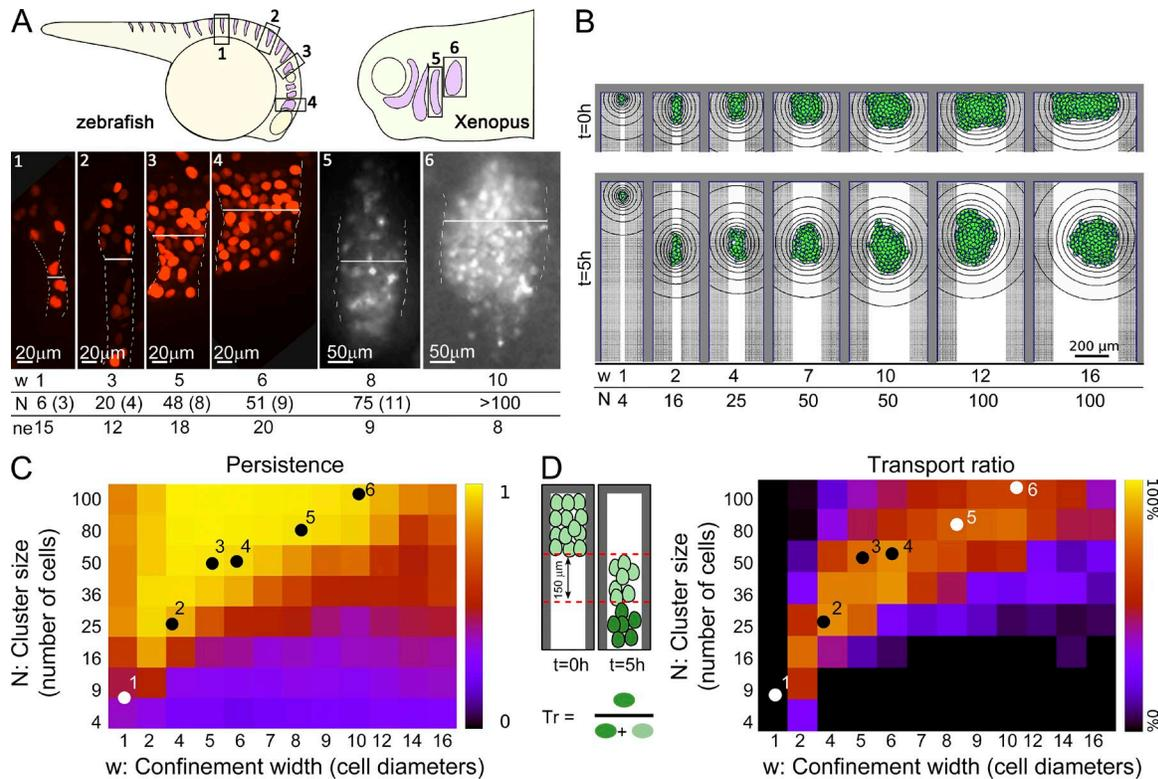 A
zebrafish
1
2
3
4
Xenopus
5
6
1 2 3 4 5 6
20μm 20μm 20μm 20μm 50μm 50μm
w 1 3 5 6 8 10
N 6 (3) 20 (4) 48 (8) 51 (9) 75 (11) >100
ne 15 12 18 20 9 8
B
t=0h
t=5h
200 μm
w 1 2 4 7 10 12 16
N 4 16 25 50 50 100 100
C
Persistence
N: Cluster size
(number of cells)
100
80
50
36
25
16
9
4
1
2
3
4
5
6
1 2 4 5 6 7 8 9 10 12 14 16
w: Confinement width (cell diameters)
1
0
D
150 μm
t=0h t=5h
Tr =
+
Transport ratio
N: Cluster size
(number of cells)
100
80
50
36
25
16
9
4
1
2
3
4
5
6
1 2 4 5 6 7 8 9 10 12 14 16
w: Confinement width (cell diameters)
100%
0%